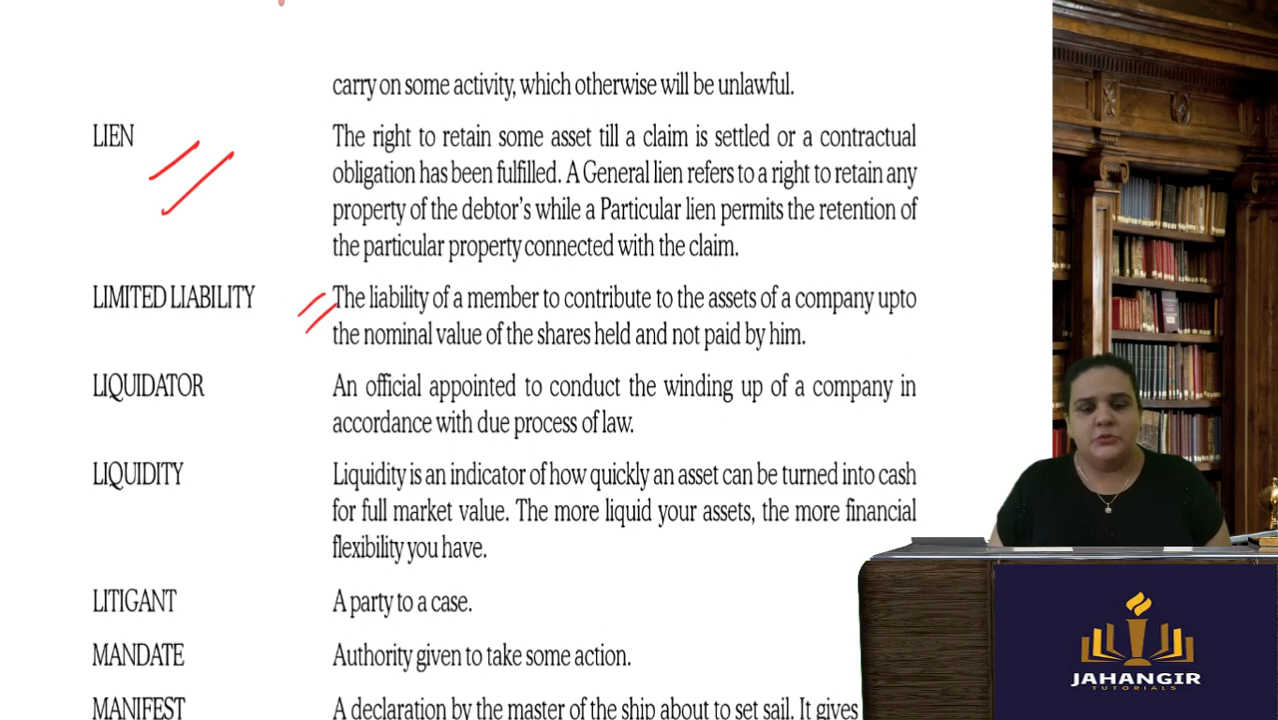 carry on some activity, which otherwise will be unlawful.
LIEN The right to retain some asset till a claim is settled or a contractual
obligation has been fulfilled. A General lien refers to a right to retain any
property of the debtor's while a Particular lien permits the retention of
the particular property connected with the claim.
LIMITED LIABILITY The liability of a member to contribute to the assets of a company upto
the nominal value of the shares held and not paid by him.
LIQUIDATOR An official appointed to conduct the winding up of a company in
accordance with due process of law.
LIQUIDITY Liquidity is an indicator of how quickly an asset can be turned into cash
for full market value. The more liquid your assets, the more financial
flexibility you have.
LITIGANT A party to a case.
MANDATE Authority given to take some action.
MANIFEST A declaration by the master of the ship about to set sail. It gives
JAHANGIR
TUTORIALS